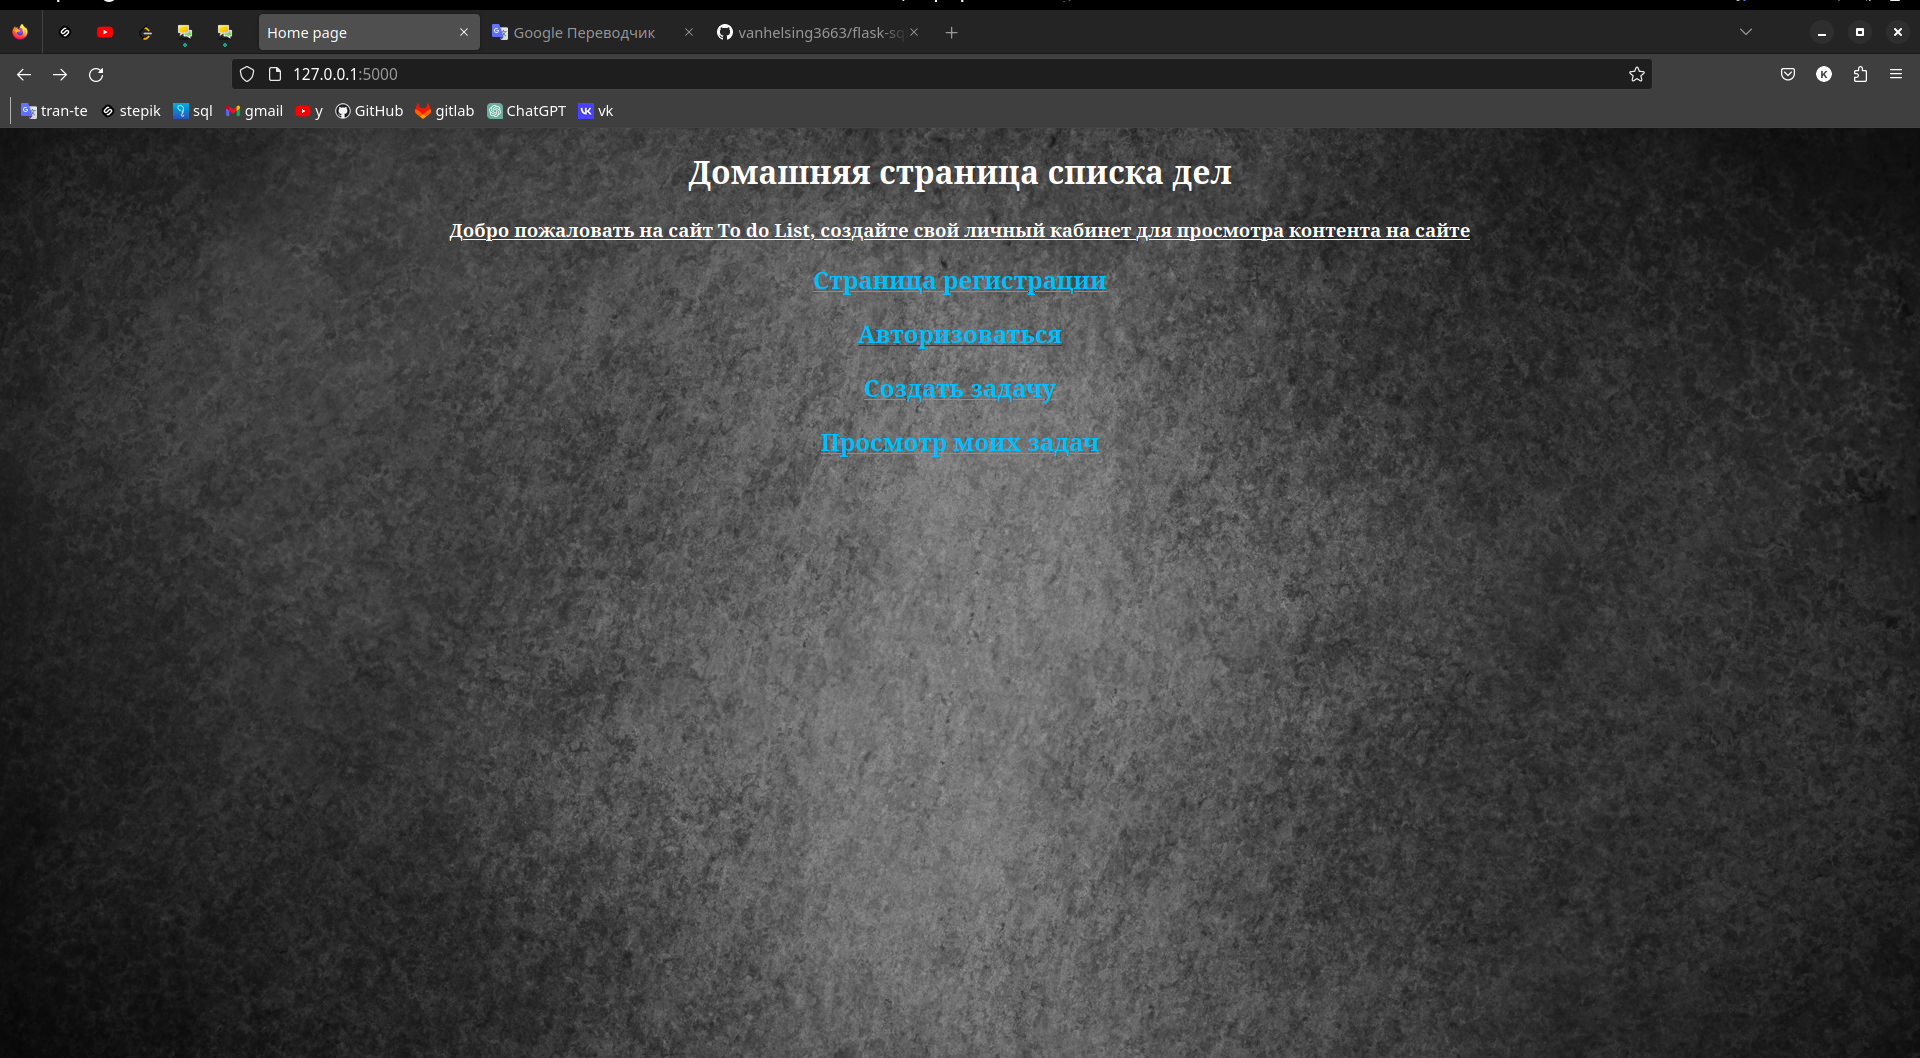 Home page
Google Переводчик
vanhelsing3663/flask-sq
127.0.0.1:5000
K
tran-te
stepik
sql
gmail
y
GitHub
gitlab
ChatGPT
vk
Домашняя страница списка дел
Добро пожаловать на сайт To do List, создайте свой личный кабинет для просмотра контента на сайте
Страница регистрации
Авторизоваться
Создать задачу
Просмотр моих задач